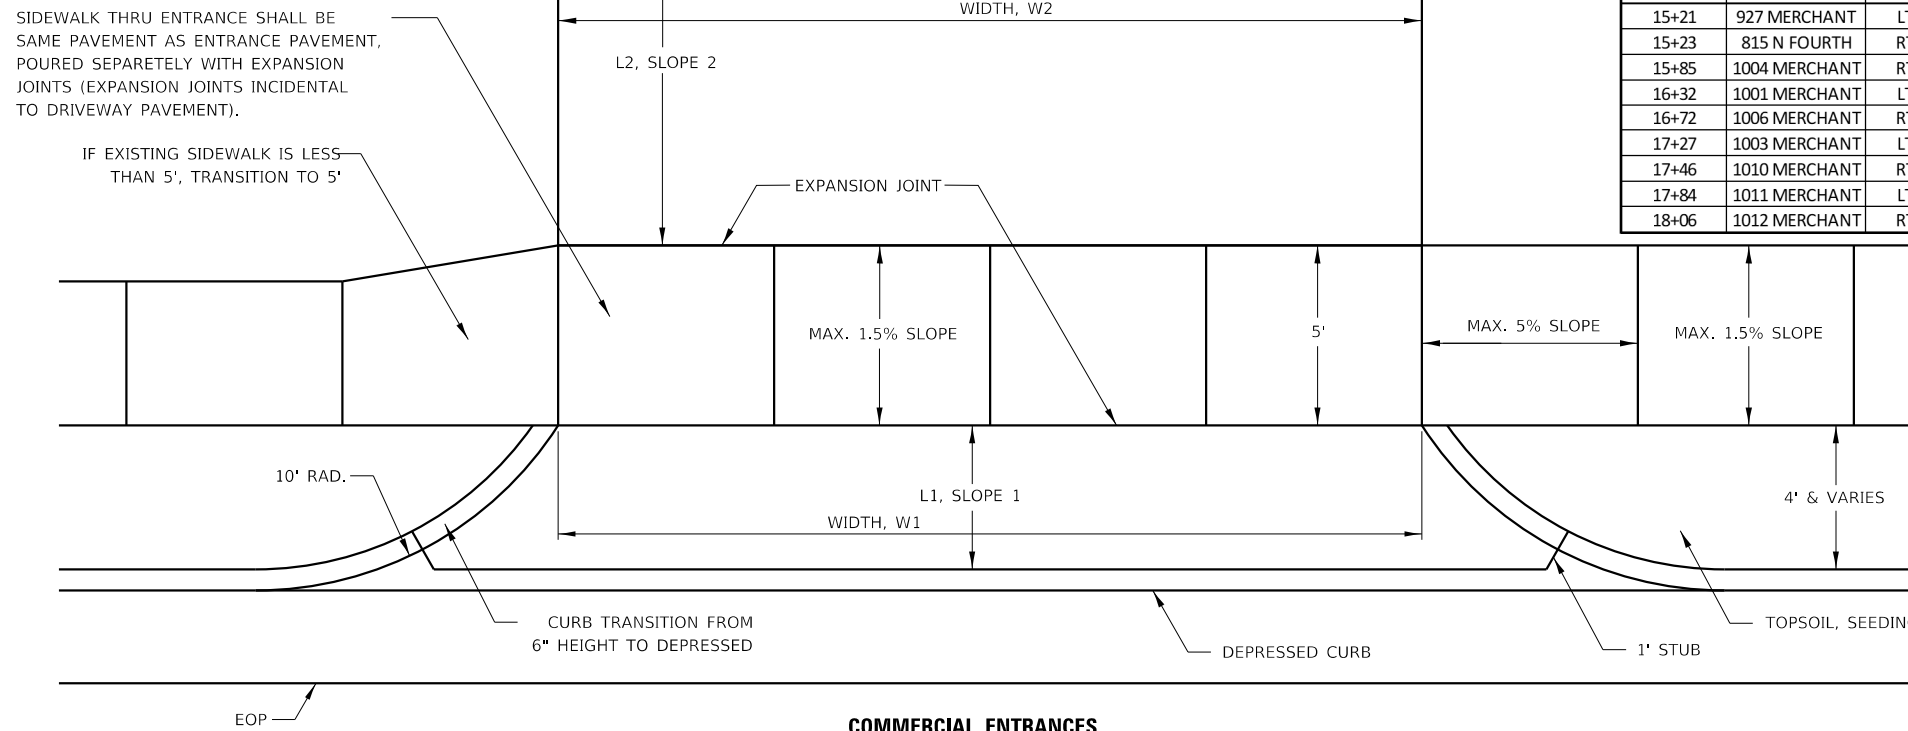 SIDEWALK THRU ENTRANCE SHALL BE
SAME PAVEMENT AS ENTRANCE PAVEMENT,
POURED SEPARETELY WITH EXPANSION
JOINTS (EXPANSION JOINTS INCIDENTAL
TO DRIVEWAY PAVEMENT).
IF EXISTING SIDEWALK IS LESS
THAN 5', TRANSITION TO 5'
WIDTH, W2
L2, SLOPE 2
15+21 927 MERCHANT
15+23 815 N FOURTH
15+85 1004 MERCHANT
16+32 1001 MERCHANT
16+72 1006 MERCHANT
17+27 1003 MERCHANT
17+46 1010 MERCHANT
17+84 1011 MERCHANT
18+06 1012 MERCHANT
EXPANSION JOINT
MAX. 1.5% SLOPE
5'
MAX. 5% SLOPE
MAX. 1.5% SLOPE
10' RAD.
L1, SLOPE 1
WIDTH, W1
4' & VARIES
CURB TRANSITION FROM
6" HEIGHT TO DEPRESSED
DEPRESSED CURB
1' STUB
TOPSOIL,
EOP
COMMERCIAL ENTRANCES